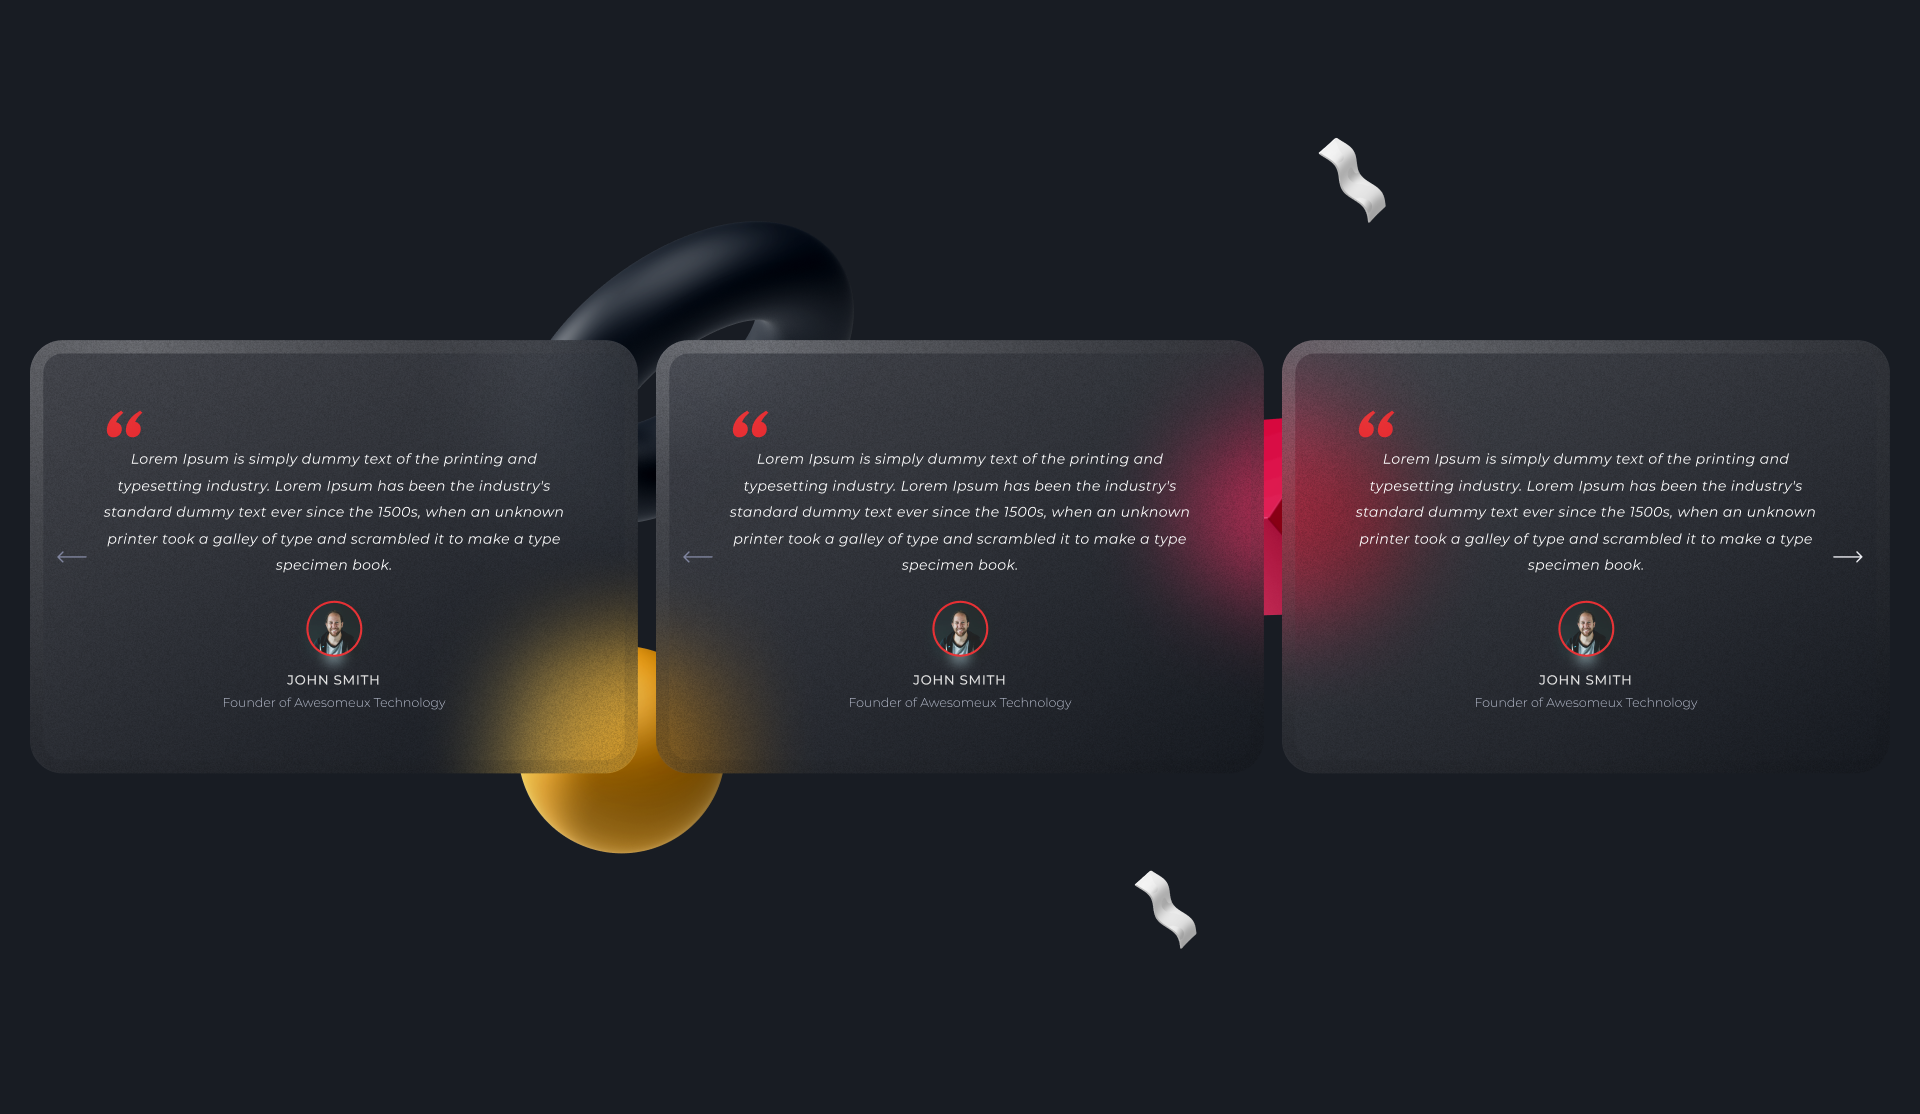 “
Lorem Ipsum is simply dummy text of the printing and
typesetting industry. Lorem Ipsum has been the industry's
standard dummy text ever since the 1500s, when an unknown
printer took a galley of type and scrambled it to make a type
specimen book.
JOHN SMITH
Founder of Awesomeux Technology
“
Lorem Ipsum is simply dummy text of the printing and
typesetting industry. Lorem Ipsum has been the industry's
standard dummy text ever since the 1500s, when an unknown
printer took a galley of type and scrambled it to make a type
specimen book.
JOHN SMITH
Founder of Awesomeux Technology
“
Lorem Ipsum is simply dummy text of the printing and
typesetting industry. Lorem Ipsum has been the industry's
standard dummy text ever since the 1500s, when an unknown
printer took a galley of type and scrambled it to make a type
specimen book.
JOHN SMITH
Founder of Awesomeux Technology